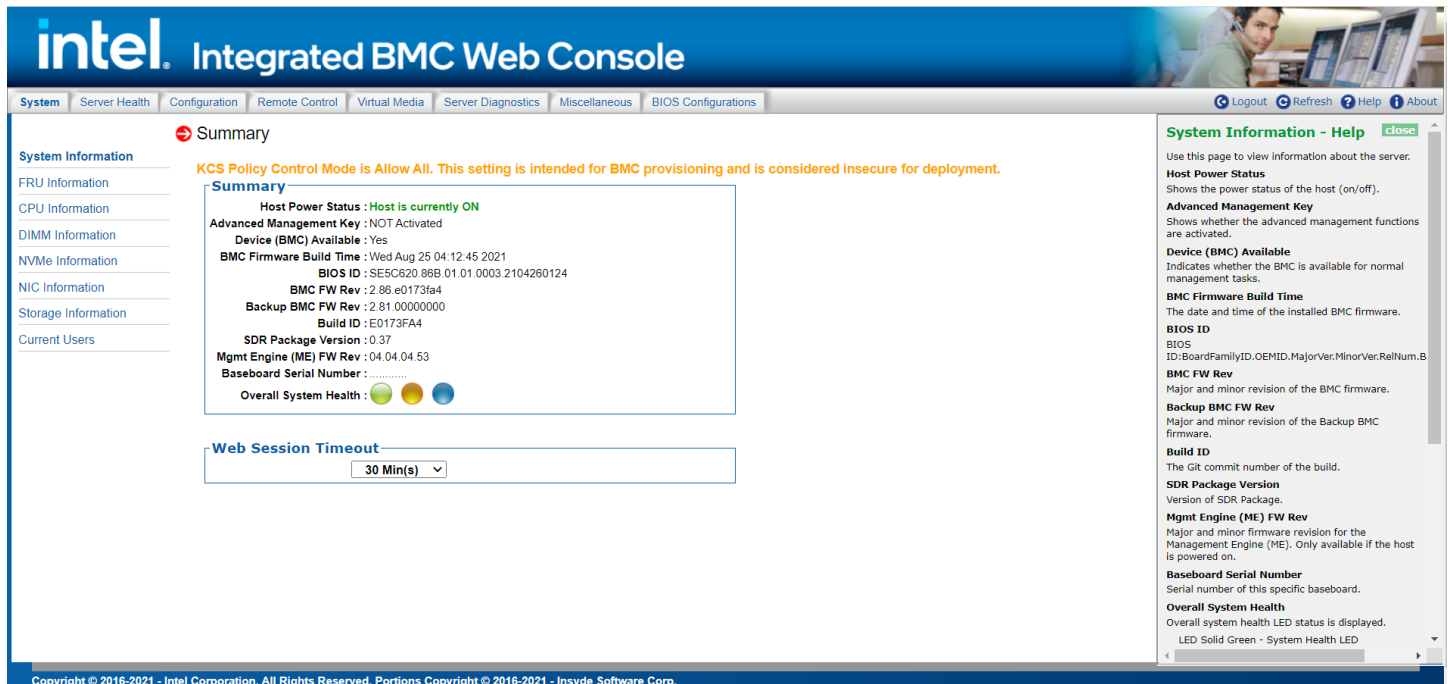 intel. Integrated BMC Web Console
System Server Health Configuration Remote Control Virtual Media Server Diagnostics Miscellaneous BIOS Configurations
Logout Refresh Help About
System Information
FRU Information
CPU Information
DIMM Information
NVMe Information
NIC Information
Storage Information
Current Users
Summary
KCS Policy Control Mode is Allow All. This setting is intended for BMC provisioning and is considered insecure for deployment.
Summary
Host Power Status : Host is currently ON
Advanced Management Key : NOT Activated
Device (BMC) Available : Yes
BMC Firmware Build Time : Wed Aug 25 04:12:45 2021
BIOS ID : SE5C620.86B.01.01.0003.2104260124
BMC FW Rev : 2.86.e0173fa4
Backup BMC FW Rev : 2.81.00000000
Build ID : E0173FA4
SDR Package Version : 0.37
Mgmt Engine (ME) FW Rev : 04.04.04.53
Baseboard Serial Number : ............
Overall System Health :
Web Session Timeout
30 Min(s)
System Information - Help close
Use this page to view information about the server.
Host Power Status
Shows the power status of the host (on/off).
Advanced Management Key
Shows whether the advanced management functions
are activated.
Device (BMC) Available
Indicates whether the BMC is available for normal
management tasks.
BMC Firmware Build Time
The date and time of the installed BMC firmware.
BIOS ID
BIOS
ID:BoardFamilyID.OEMID.MajorVer.MinorVer.RelNum.B
BMC FW Rev
Major and minor revision of the BMC firmware.
Backup BMC FW Rev
Major and minor revision of the Backup BMC
firmware.
Build ID
The Git commit number of the build.
SDR Package Version
Version of SDR Package.
Mgmt Engine (ME) FW Rev
Major and minor firmware revision for the
Management Engine (ME). Only available if the host
is powered on.
Baseboard Serial Number
Serial number of this specific baseboard.
Overall System Health
Overall system health LED status is displayed.
LED Solid Green - System Health LED
Copyright © 2016-2021 - Intel Corporation. All Rights Reserved. Portions Copyright © 2016-2021 - Insyde Software Corp.